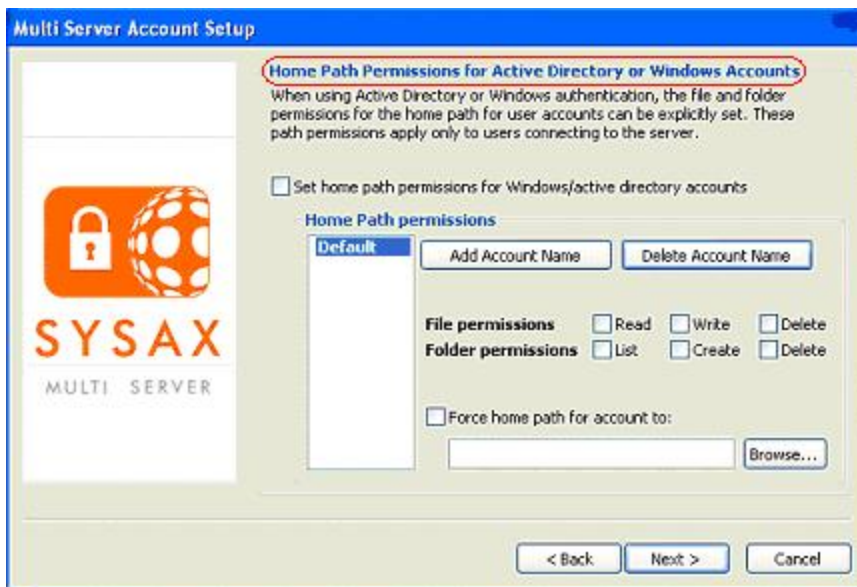 Multi Server Account Setup
Home Path Permissions for Active Directory or Windows Accounts
When using Active Directory or Windows authentication, the file and folder
permissions for the home path for user accounts can be explicitly set. These
path permissions apply only to users connecting to the server.
Set home path permissions for Windows/active directory accounts
Home Path permissions
Default
Add Account Name Delete Account Name
File permissions Read Write Delete
Folder permissions List Create Delete
Force home path for account to:
Browse...
SYSAX
MULTI SERVER
< Back Next > Cancel